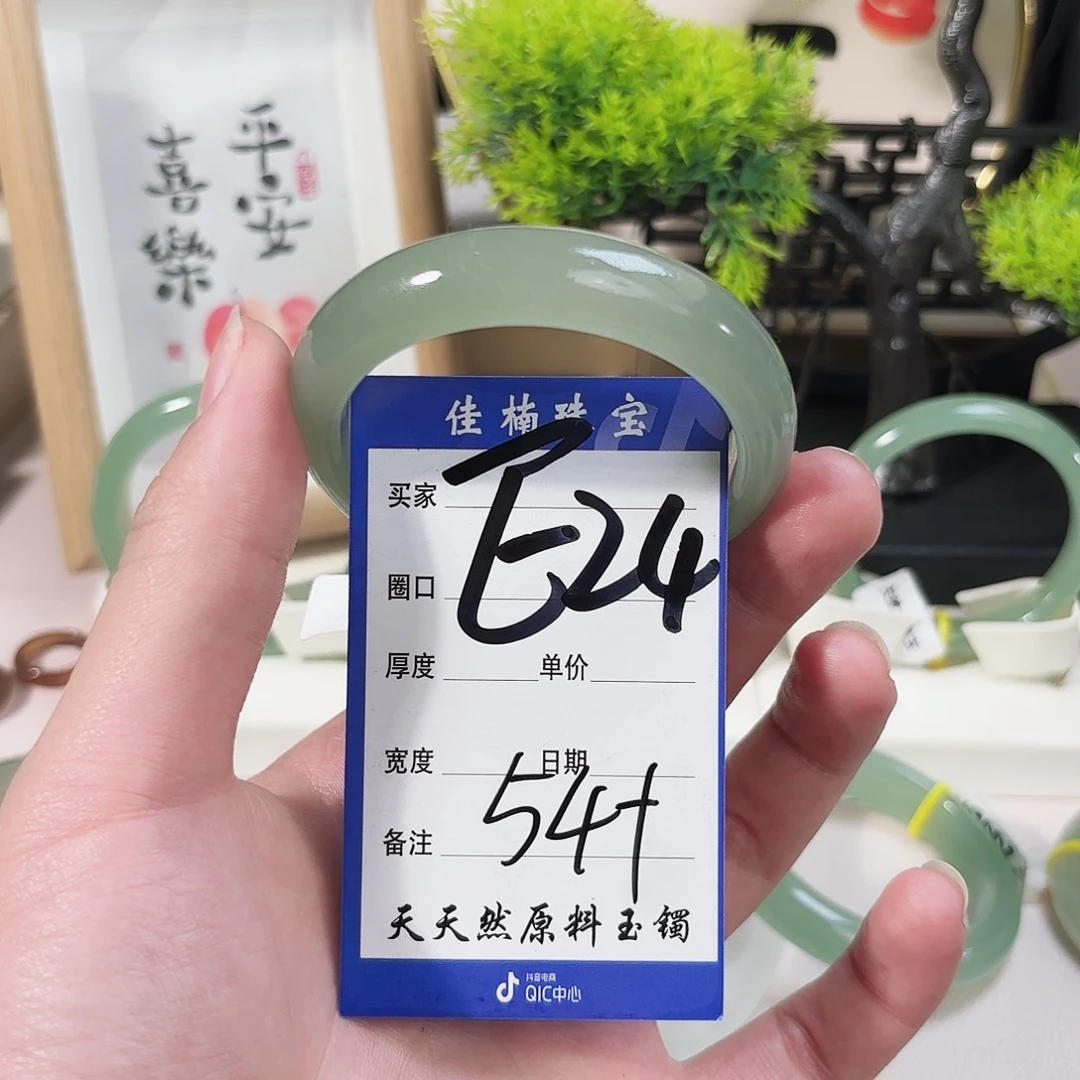 平安
喜樂
佳楠珠宝
买家
E24
圈口
厚度 单价
宽度 日期
54+
备注
天天然原料玉镯
抖音电商
QIC中心